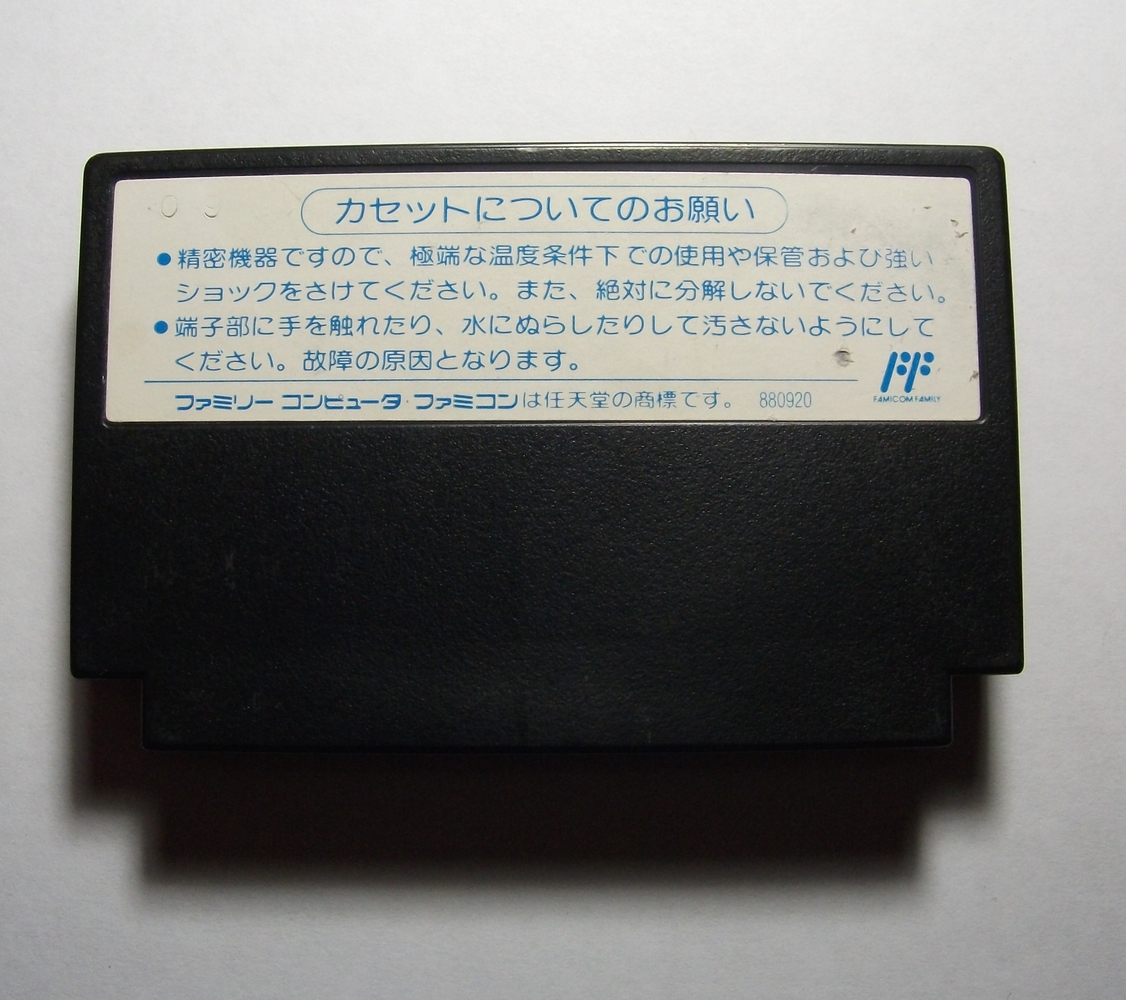 カセットについてのお願い
●精密機器ですので、極端な温度条件下での使用や保管および強い
ショックをさけてください。また、絶対に分解しないでください。
●端子部に手を触れたり、水にぬらしたりして汚さないようにして
ください。故障の原因となります。
FAMICOM FAMILY
ファミリーコンピュータ・ファミコンは任天堂の商標です。 880920